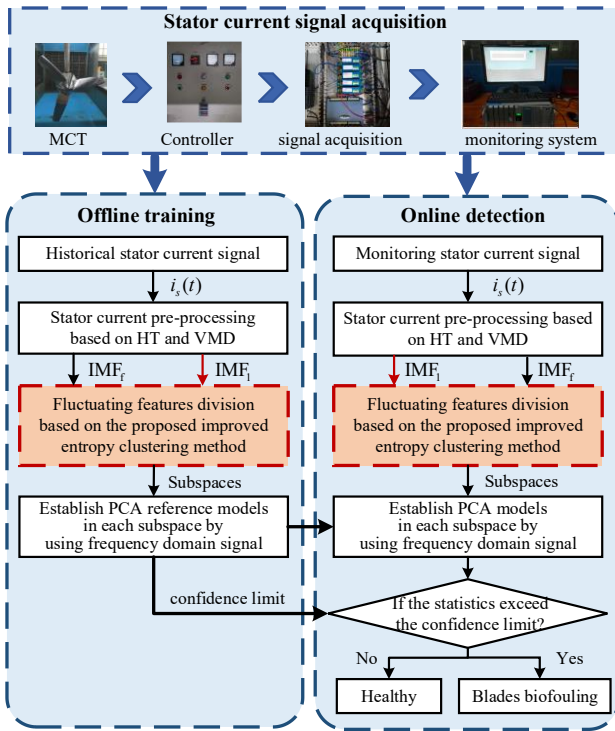 Stator current signal acquisition
MCT
Controller
signal acquisition
monitoring system
Offline training
Historical stator current signal
i_s(t)
Stator current pre-processing
based on HT and VMD
IMF_f
IMF_l
Fluctuating features division
based on the proposed improved
entropy clustering method
Subspaces
Establish PCA reference models
in each subspace by
using frequency domain signal
confidence limit
Online detection
Monitoring stator current signal
i_s(t)
Stator current pre-processing based
on HT and VMD
IMF_l
IMF_f
Fluctuating features division
based on the proposed improved
entropy clustering method
Subspaces
Establish PCA models
in each subspace by
using frequency domain signal
If the statistics exceed
the confidence limit?
No
Yes
Healthy
Blades biofouling